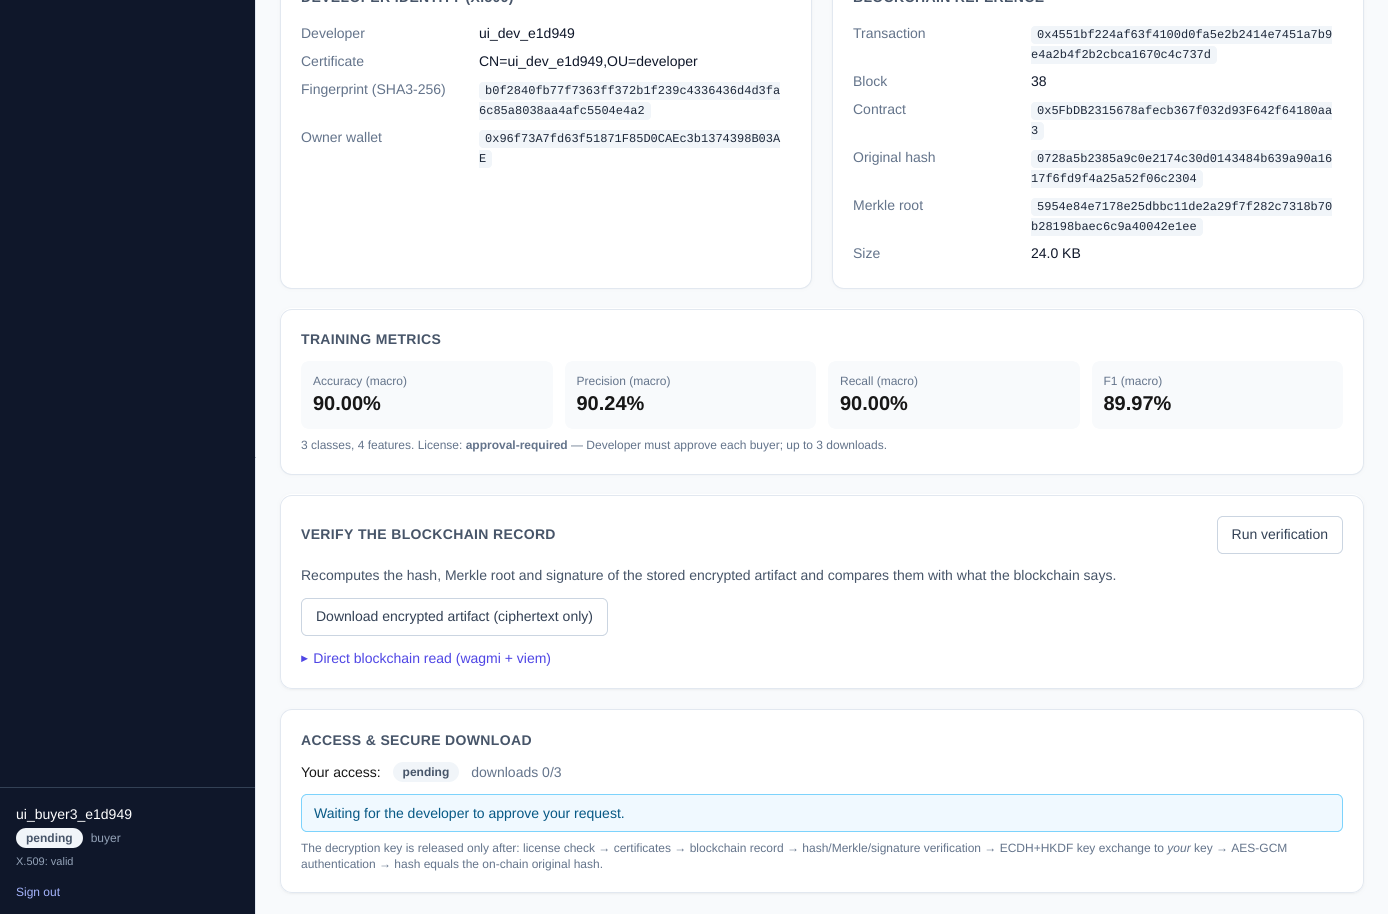 DEVELOPER IDENTITY (X.509)
Developer ui_dev_e1d949
Certificate CN=ui_dev_e1d949,OU=developer
Fingerprint (SHA3-256) b0f2840fb77f7363ff372b1f239c4336436d4d3fa
6c85a8038aa4afc5504e4a2
Owner wallet 0x96f73A7fd63f51871F85D0CAEc3b1374398B03A
E
BLOCKCHAIN REFERENCE
Transaction 0x4551bf224af63f4100d0fa5e2b2414e7451a7b9
e4a2b4f2b2cbca1670c4c737d
Block 38
Contract 0x5FbDB2315678afecb367f032d93F642f64180aa
3
Original hash 0728a5b2385a9c0e2174c30d0143484b639a90a16
17f6fd9f4a25a52f06c2304
Merkle root 5954e84e7178e25dbbc11de2a29f7f282c7318b70
b28198baec6c9a40042e1ee
Size 24.0 KB
TRAINING METRICS
Accuracy (macro) Precision (macro) Recall (macro) F1 (macro)
90.00% 90.24% 90.00% 89.97%
3 classes, 4 features. License: approval-required — Developer must approve each buyer; up to 3 downloads.
VERIFY THE BLOCKCHAIN RECORD Run verification
Recomputes the hash, Merkle root and signature of the stored encrypted artifact and compares them with what the blockchain says.
Download encrypted artifact (ciphertext only)
▸ Direct blockchain read (wagmi + viem)
ACCESS & SECURE DOWNLOAD
Your access: pending downloads 0/3
Waiting for the developer to approve your request.
The decryption key is released only after: license check → certificates → blockchain record → hash/Merkle/signature verification → ECDH+HKDF key exchange to your key → AES-GCM
authentication → hash equals the on-chain original hash.
ui_buyer3_e1d949
pending buyer
X.509: valid
Sign out